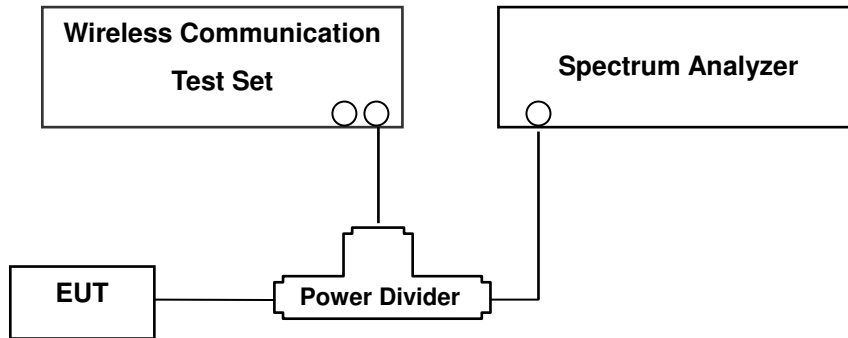 Wireless Communication
Test Set
Spectrum Analyzer
EUT
Power Divider